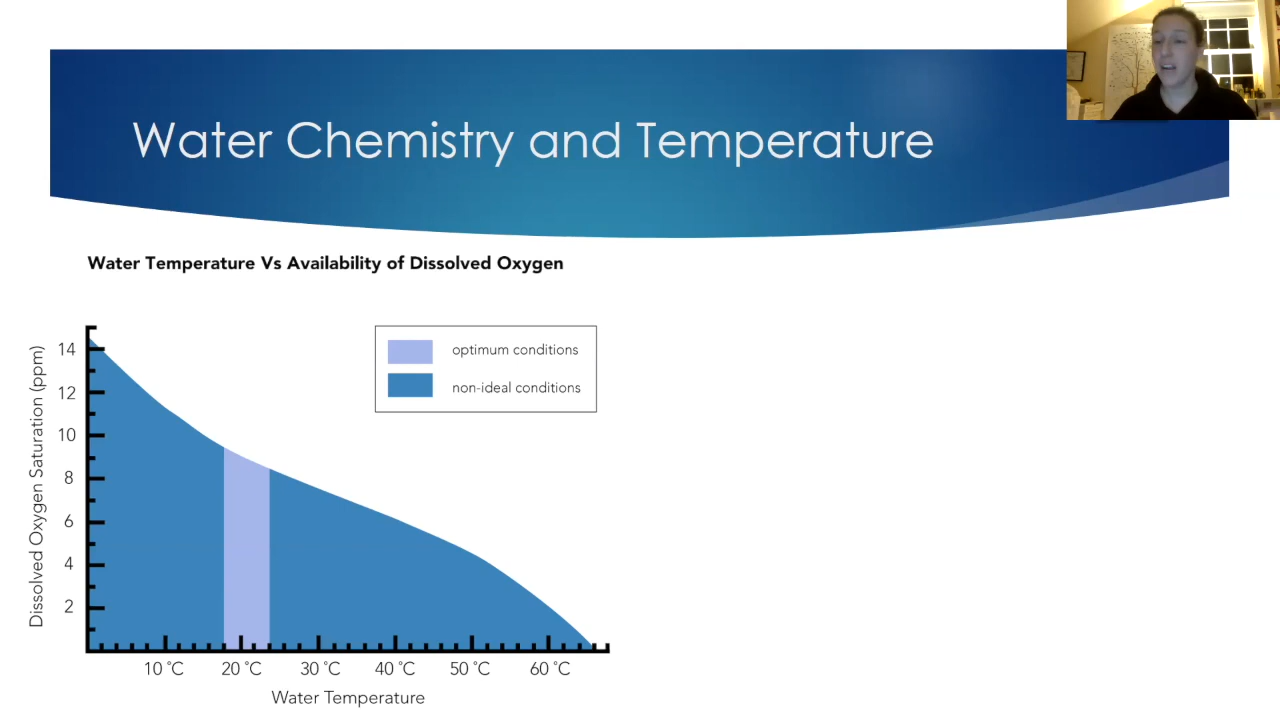 Water Chemistry and Temperature
Water Temperature Vs Availability of Dissolved Oxygen
optimum conditions
non-ideal conditions
Dissolved Oxygen Saturation (ppm)
14
12
10
8
6
4
2
10 °C 20 °C 30 °C 40 °C 50 °C 60 °C
Water Temperature